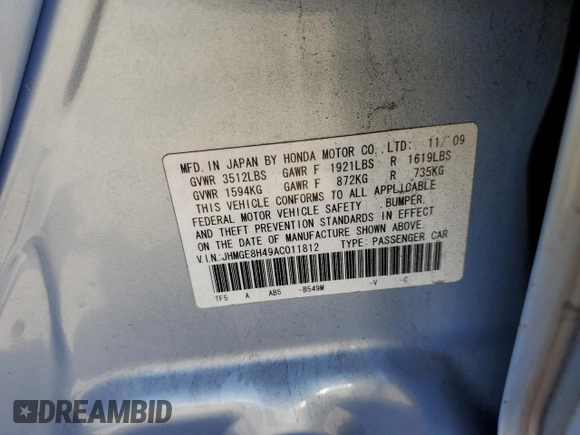 MFD. IN JAPAN BY HONDA MOTOR CO.,LTD: 11/'09
GVWR 3512LBS GAWR F 1921LBS R 1619LBS
GVWR 1594KG GAWR F 872KG R 735KG
THIS VEHICLE CONFORMS TO ALL APPLICABLE
FEDERAL MOTOR VEHICLE SAFETY ,BUMPER,
AND THEFT PREVENTION STANDARDS IN EFFECT
ON THE DATE OF MANUFACTURE SHOWN ABOVE.
V.I.N:JHMGE8H49AC011812 TYPE: PASSENGER CAR
TF5 A AB5 -B549M -V -C
DREAMBID